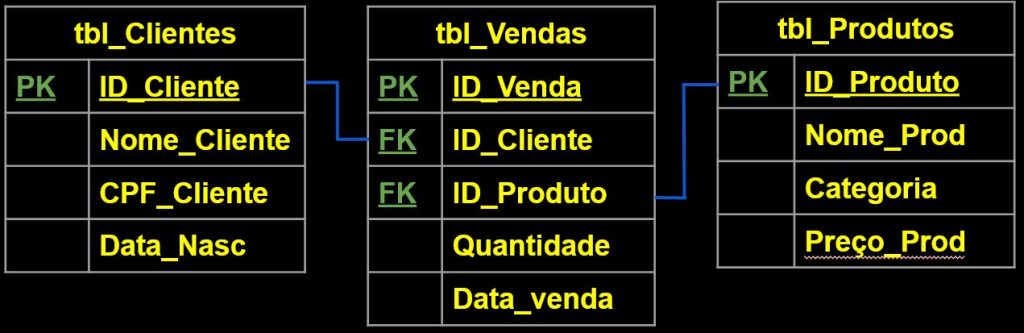 tbl_Clientes
PK ID_Cliente
Nome_Cliente
CPF_Cliente
Data_Nasc
tbl_Vendas
PK ID_Venda
FK ID_Cliente
FK ID_Produto
Quantidade
Data_venda
tbl_Produtos
PK ID_Produto
Nome_Prod
Categoria
Preço_Prod